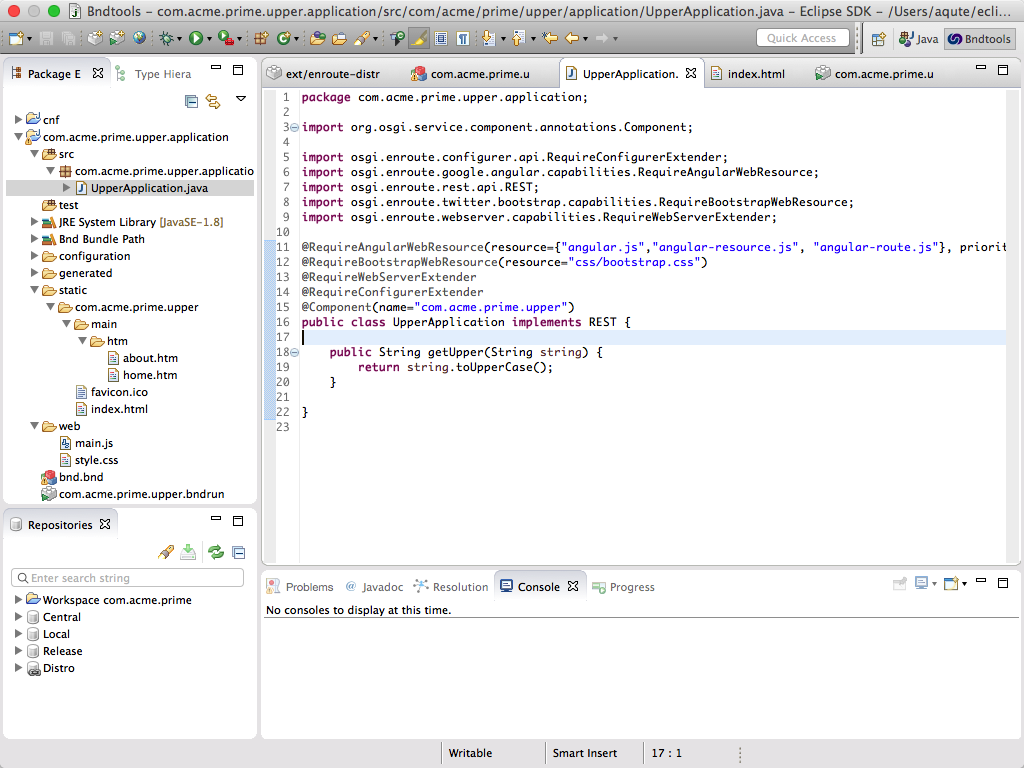 Bndtools – com.acme.prime.upper.application/src/com/acme/prime/upper/application/UpperApplication.java – Eclipse SDK – /Users/aqute/ecli...
Quick Access
Java
Bndtools
Package E
Type Hiera
cnf
com.acme.prime.upper.application
src
com.acme.prime.upper.applicatio
UpperApplication.java
test
JRE System Library [JavaSE-1.8]
Bnd Bundle Path
configuration
generated
static
com.acme.prime.upper
main
htm
about.htm
home.htm
favicon.ico
index.html
web
main.js
style.css
bnd.bnd
com.acme.prime.upper.bndrun
Repositories
Enter search string
Workspace com.acme.prime
Central
Local
Release
Distro
ext/enroute-distr
com.acme.prime.u
UpperApplication.
index.html
com.acme.prime.u
1 package com.acme.prime.upper.application;
2
3 import org.osgi.service.component.annotations.Component;
4
5 import osgi.enroute.configurer.api.RequireConfigurerExtender;
6 import osgi.enroute.google.angular.capabilities.RequireAngularWebResource;
7 import osgi.enroute.rest.api.REST;
8 import osgi.enroute.twitter.bootstrap.capabilities.RequireBootstrapWebResource;
9 import osgi.enroute.webserver.capabilities.RequireWebServerExtender;
10
11 @RequireAngularWebResource(resource={"angular.js","angular-resource.js", "angular-route.js"}, priorit
12 @RequireBootstrapWebResource(resource="css/bootstrap.css")
13 @RequireWebServerExtender
14 @RequireConfigurerExtender
15 @Component(name="com.acme.prime.upper")
16 public class UpperApplication implements REST {
17
18 public String getUpper(String string) {
19 return string.toUpperCase();
20 }
21
22 }
23
Problems
Javadoc
Resolution
Console
Progress
No consoles to display at this time.
Writable
Smart Insert
17 : 1